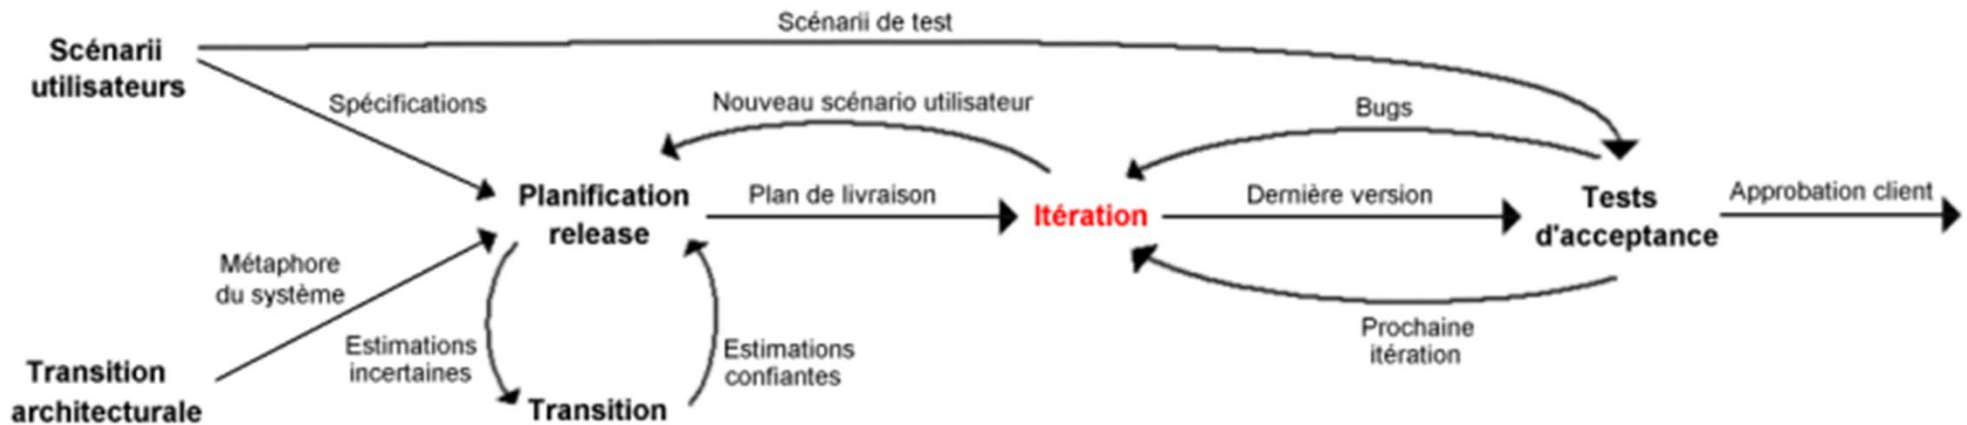 Scénarii de test
Scénarii
utilisateurs
Spécifications
Nouveau scénario utilisateur
Bugs
Planification
release
Plan de livraison
Itération
Dernière version
Tests
d'acceptance
Approbation client
Métaphore
du système
Estimations
incertaines
Estimations
confiantes
Prochaine
itération
Transition
architecturale
Transition